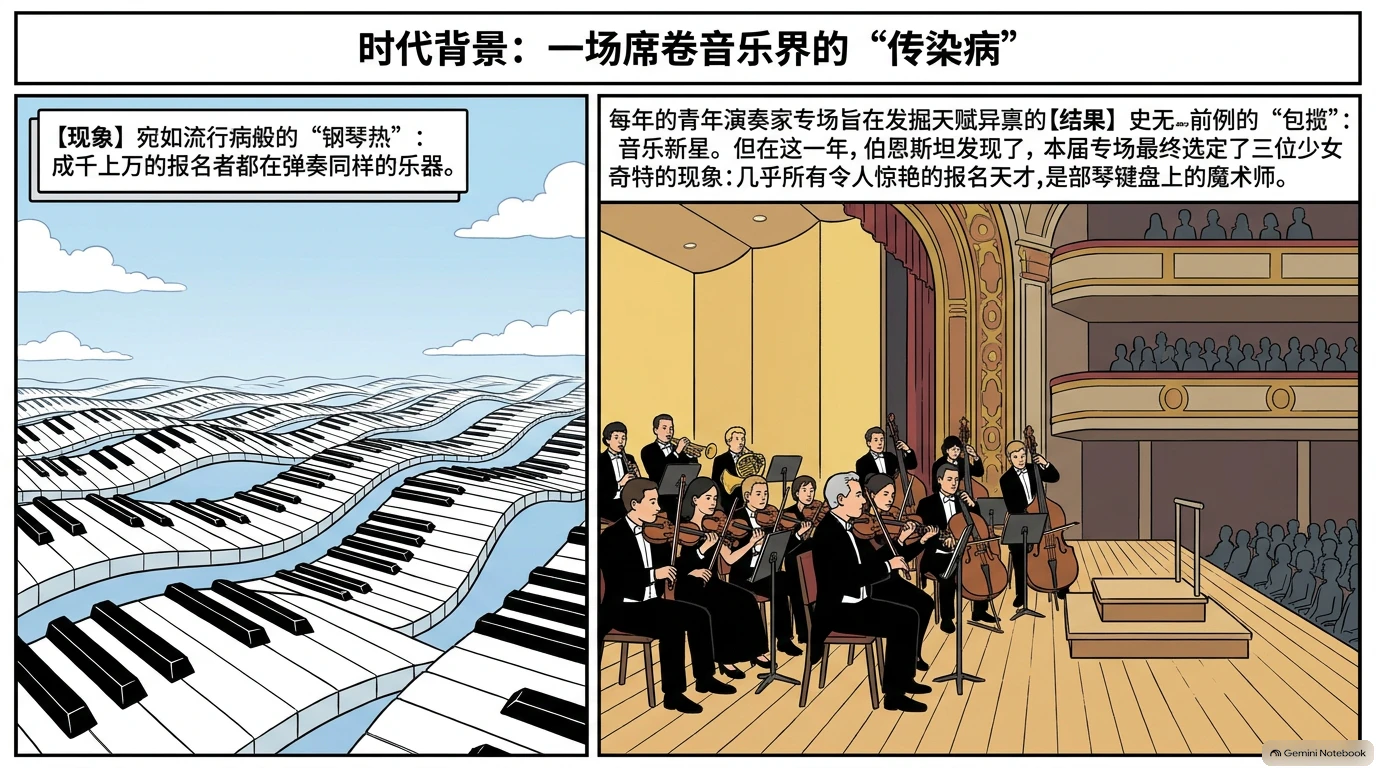 时代背景：一场席卷音乐界的“传染病”
【现象】宛如流行病般的“钢琴热”：
成千上万的报名者都在弹奏同样的乐器。
每年的青年演奏家专场旨在发掘天赋异禀的【结果】史无前例的“包揽”：
音乐新星。但在这一年，伯恩斯坦发现了，本届专场最终选定了三位少女
奇特的现象：几乎所有令人惊艳的报名天才，是部琴键盘上的魔术师。
Gemini Notebook